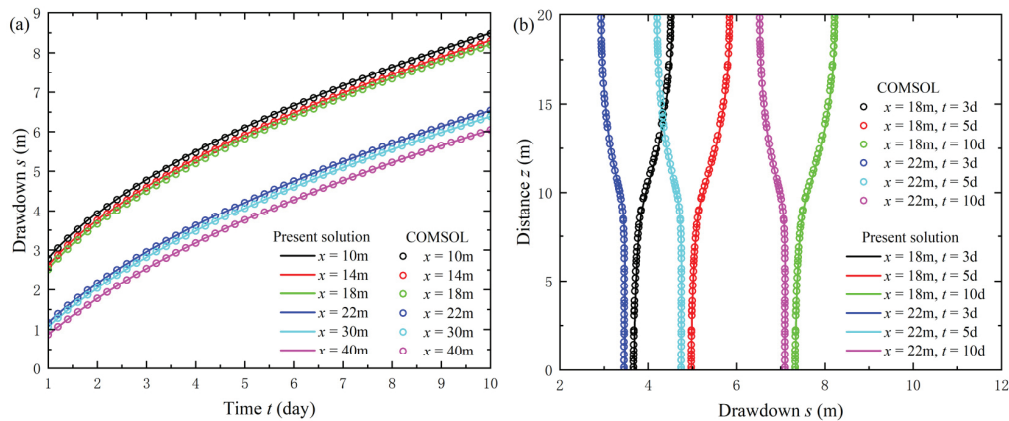 (a)
9
8
7
6
5
4
3
2
1
0
Drawdown s (m)
Present solution
x = 10m
x = 14m
x = 18m
x = 22m
x = 30m
x = 40m
COMSOL
x = 10m
x = 14m
x = 18m
x = 22m
x = 30m
x = 40m
1 2 3 4 5 6 7 8 9 10
Time t (day)
(b)
20
15
10
5
0
Distance z (m)
COMSOL
x = 18m, t = 3d
x = 18m, t = 5d
x = 18m, t = 10d
x = 22m, t = 3d
x = 22m, t = 5d
x = 22m, t = 10d
Present solution
x = 18m, t = 3d
x = 18m, t = 5d
x = 18m, t = 10d
x = 22m, t = 3d
x = 22m, t = 5d
x = 22m, t = 10d
2 4 6 8 10 12
Drawdown s (m)